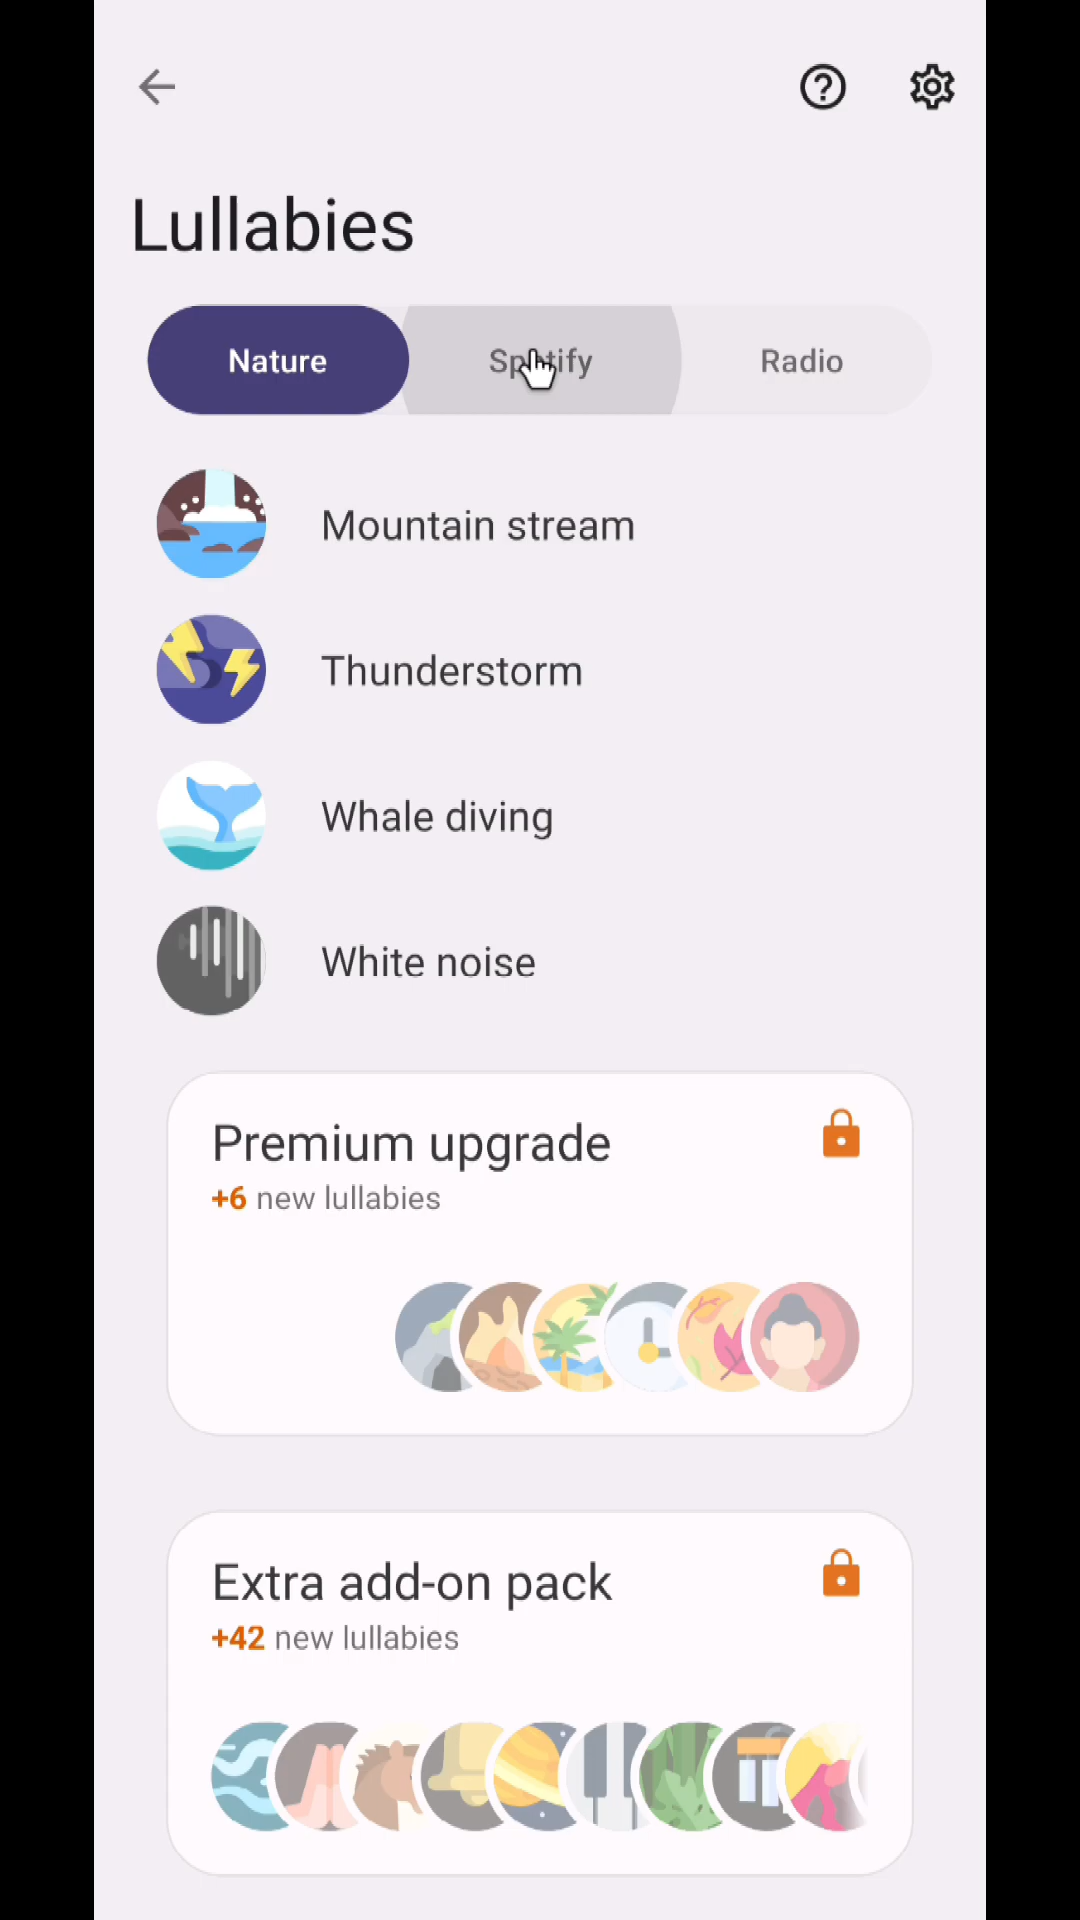 Lullabies
Nature
Spotify
Radio
Mountain stream
Thunderstorm
Whale diving
White noise
Premium upgrade
+6 new lullabies
Extra add-on pack
+42 new lullabies